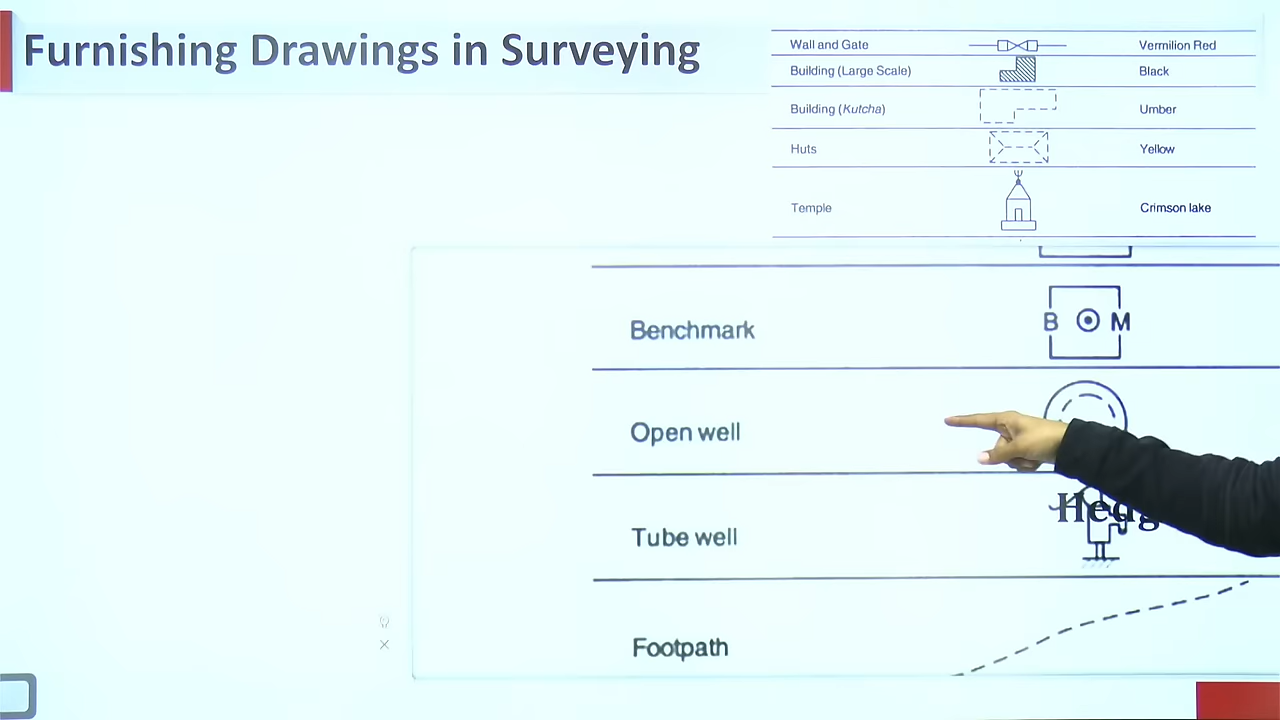 Furnishing Drawings in Surveying
Wall and Gate Vermilion Red
Building (Large Scale) Black
Building (Kutcha) Umber
Huts Yellow
Temple Crimson lake
Benchmark B M
Open well
Tube well
Footpath